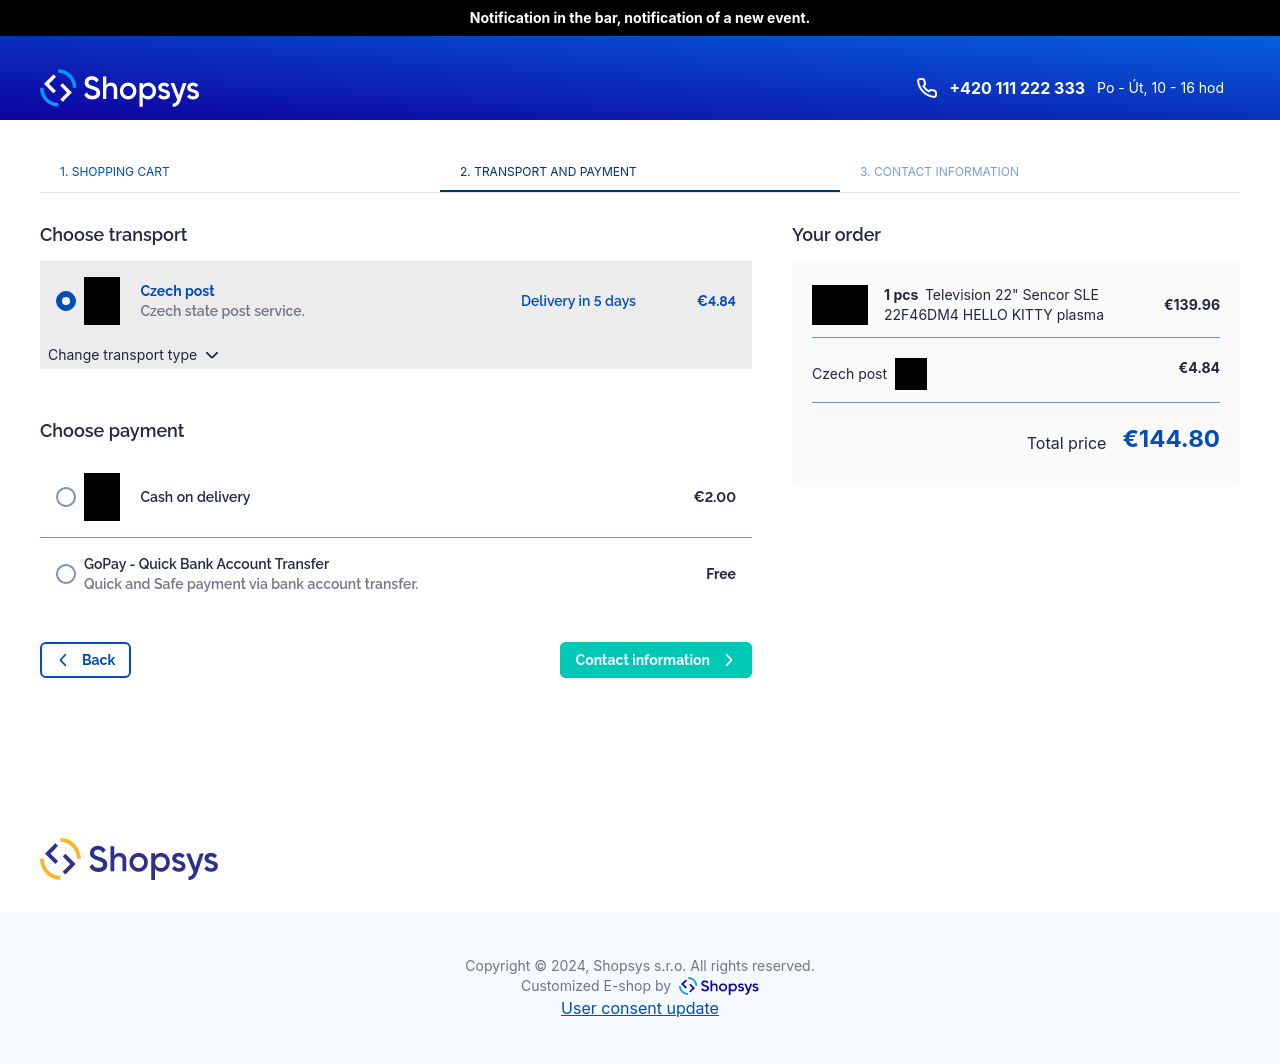 Notification in the bar, notification of a new event.
Shopsys
+420 111 222 333 Po - Út, 10 - 16 hod
1. SHOPPING CART
2. TRANSPORT AND PAYMENT
3. CONTACT INFORMATION
Choose transport
Czech post
Czech state post service.
Delivery in 5 days
€4.84
Change transport type
Choose payment
Cash on delivery
€2.00
GoPay - Quick Bank Account Transfer
Quick and Safe payment via bank account transfer.
Free
Back
Contact information
Your order
1 pcs Television 22" Sencor SLE
22F46DM4 HELLO KITTY plasma
€139.96
Czech post
€4.84
Total price €144.80
Shopsys
Copyright © 2024, Shopsys s.r.o. All rights reserved.
Customized E-shop by Shopsys
User consent update